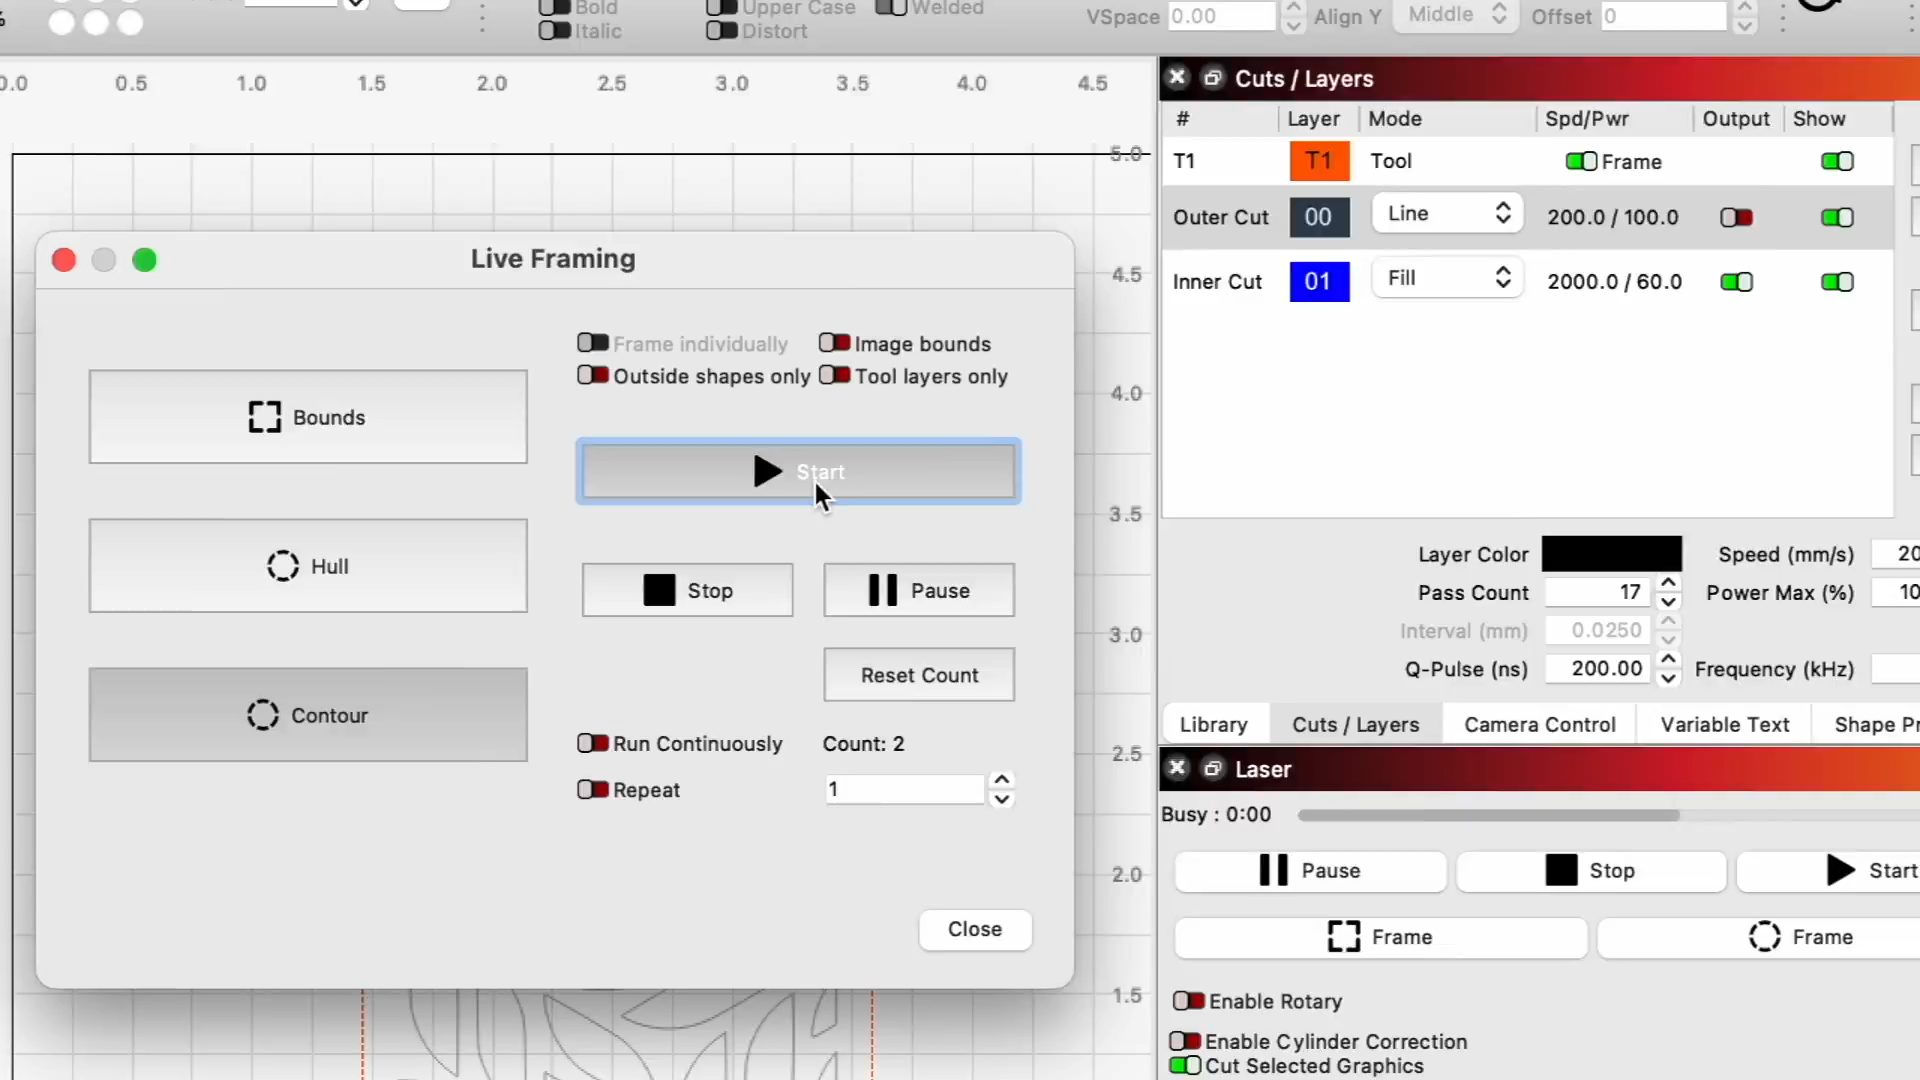 %
Bold Upper Case Welded
Italic Distort
VSpace 0.00 Align Y Middle Offset 0
0.0 0.5 1.0 1.5 2.0 2.5 3.0 3.5 4.0 4.5
5.0
4.5
4.0
3.5
3.0
2.5
2.0
1.5
Live Framing
Bounds
Hull
Contour
Frame individually Image bounds
Outside shapes only Tool layers only
Start
Stop Pause
Reset Count
Run Continuously Count: 2
Repeat 1
Close
Cuts / Layers
# Layer Mode Spd/Pwr Output Show
T1 T1 Tool Frame
Outer Cut 00 Line 200.0 / 100.0
Inner Cut 01 Fill 2000.0 / 60.0
Layer Color Speed (mm/s) 20
Pass Count 17 Power Max (%) 10
Interval (mm) 0.0250
Q-Pulse (ns) 200.00 Frequency (kHz)
Library Cuts / Layers Camera Control Variable Text Shape Pr
Laser
Busy : 0:00
Pause Stop Start
Frame Frame
Enable Rotary
Enable Cylinder Correction
Cut Selected Graphics